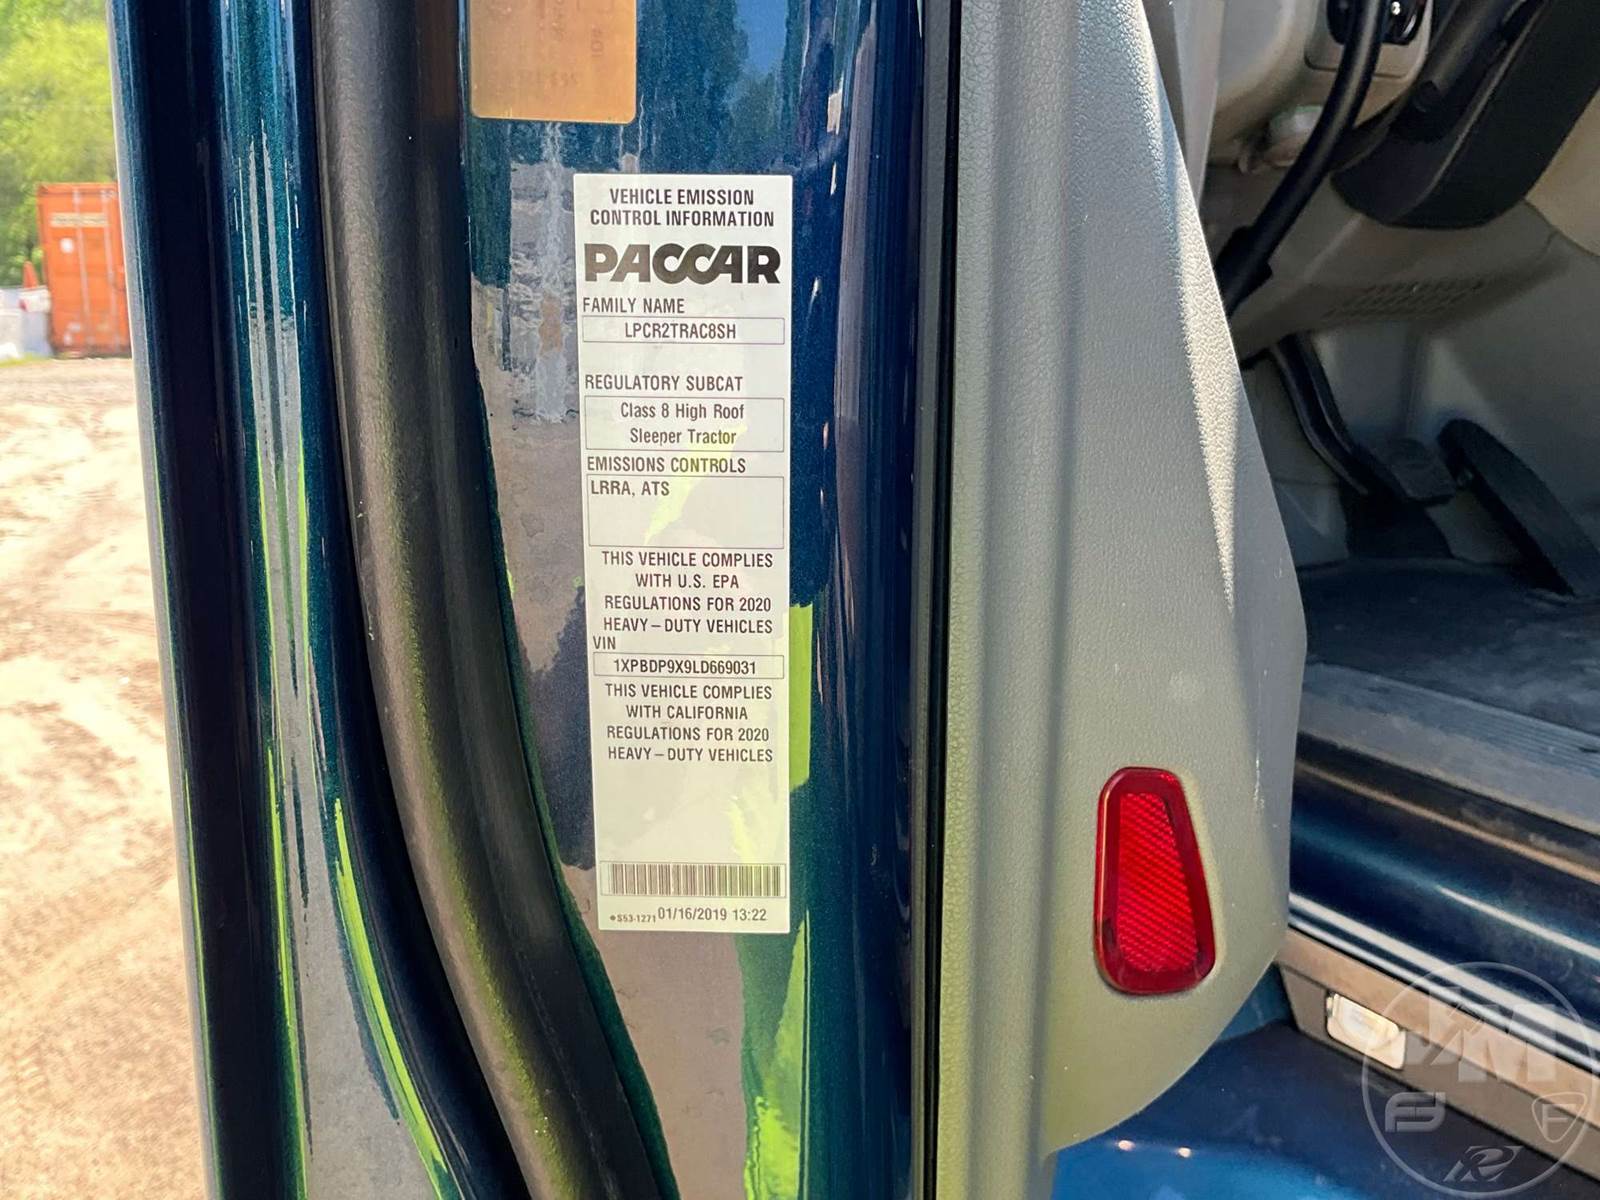 VEHICLE EMISSION
CONTROL INFORMATION
PACCAR
FAMILY NAME
LPCR2TRAC8SH
REGULATORY SUBCAT
Class 8 High Roof
Sleeper Tractor
EMISSIONS CONTROLS
LRRA, ATS
THIS VEHICLE COMPLIES
WITH U.S. EPA
REGULATIONS FOR 2020
HEAVY–DUTY VEHICLES
VIN
1XPBDP9X9LD669031
THIS VEHICLE COMPLIES
WITH CALIFORNIA
REGULATIONS FOR 2020
HEAVY–DUTY VEHICLES
●S53-1271 01/16/2019 13:22